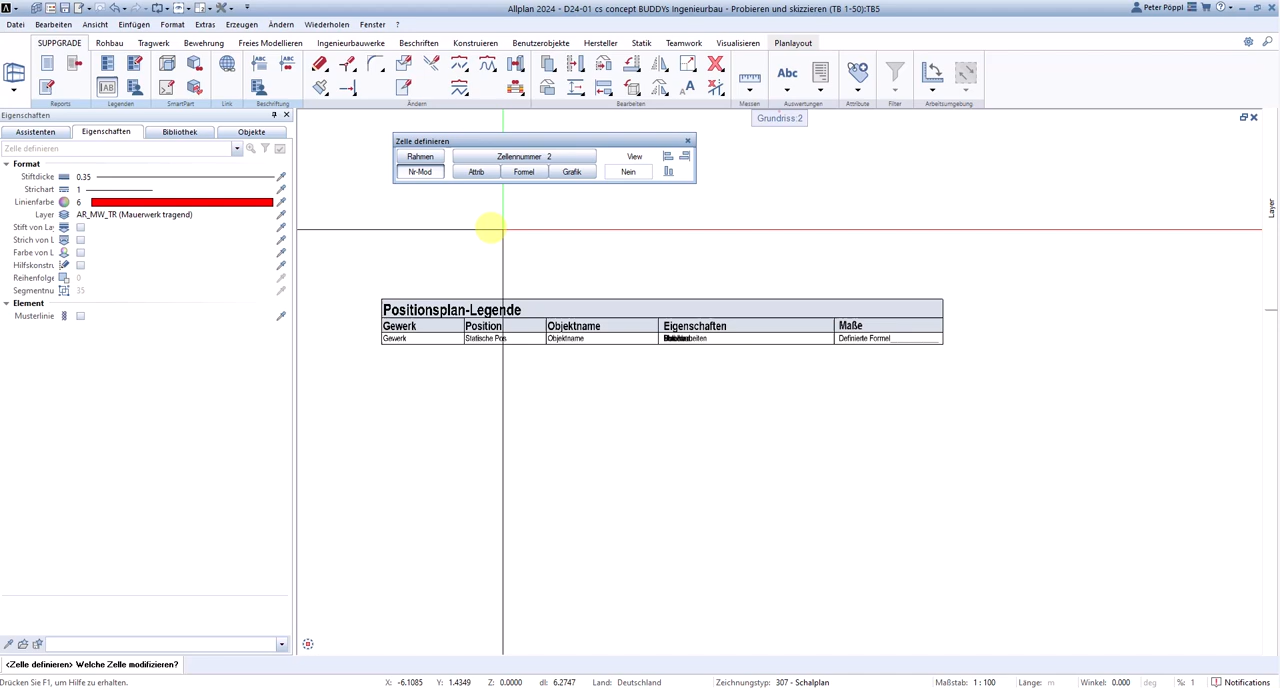 Allplan 2024 - D24-01 cs concept BUDDYs Ingenieurbau - Probieren und skizzieren (TB 1-50):TB5
Peter Pöppl
Datei Bearbeiten Ansicht Einfügen Format Extras Erzeugen Ändern Wiederholen Fenster ?
SUPPGRADE Rohbau Tragwerk Bewehrung Freies Modellieren Ingenieurbauwerke Beschriften Konstruieren Benutzerobjekte Hersteller Statik Teamwork Visualisieren Planlayout
Abc
Reports Legenden SmartPart Link Beschriftung Ändern Bearbeiten Messen Auswertungen Attribute Filter Arbeitsumgebung
Eigenschaften
Grundriss:2
Assistenten Eigenschaften Bibliothek Objekte
Zelle definieren
Format
Stiftdicke 0.35
Strichart 1
Linienfarbe 6
Layer AR_MW_TR (Mauerwerk tragend)
Stift von La
Strich von L
Farbe von L
Hilfskonstru
Reihenfolge 0
Segmentnu 35
Element
Musterlinie
Zelle definieren
Rahmen Zellennummer 2 View
Nr-Mod Attrib Formel Grafik Nein
Layer
Positionsplan-Legende
Gewerk Position Objektname Eigenschaften Maße
Gewerk Statische Pos Objektname Definierte Formel
<Zelle definieren> Welche Zelle modifizieren?
Drücken Sie F1, um Hilfe zu erhalten.
X: -6.1085 Y: 1.4349 Z: 0.0000 dl: 6.2747 Land: Deutschland Zeichnungstyp: 307 - Schalplan Maßstab: 1 : 100 Länge: m Winkel: 0.000 deg %: 1 Notifications